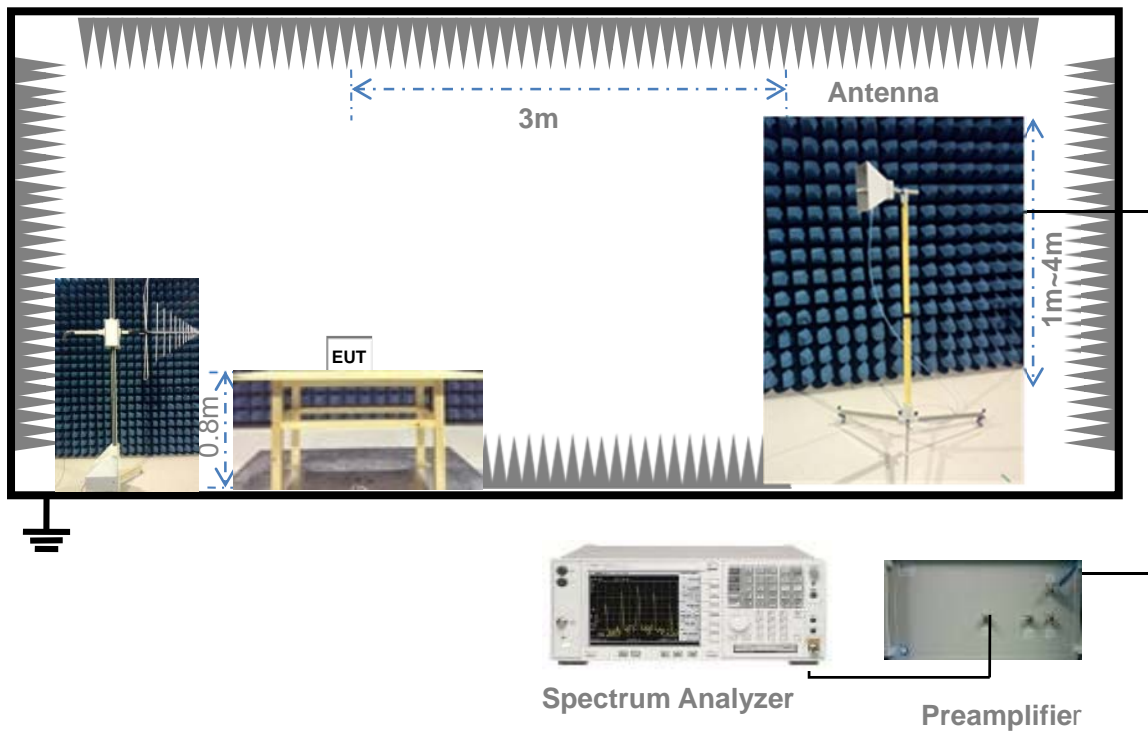 Antenna
3m
1m~4m
EUT
0.8m
Spectrum Analyzer
Preamplifier